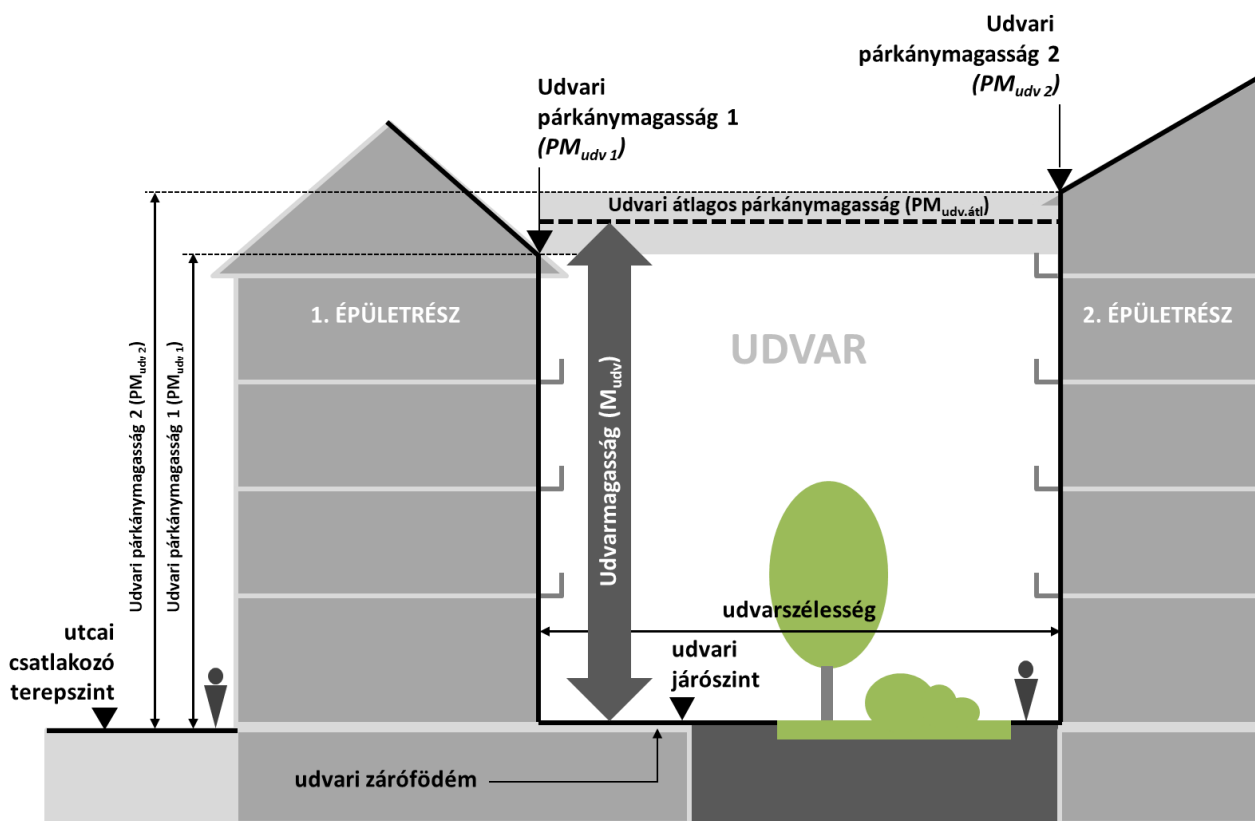 Udvari
párkánymagasság 2
(PMudv 2)
Udvari
párkánymagasság 1
(PMudv 1)
Udvari átlagos párkánymagasság (PMudv.átl)
1. ÉPÜLETRÉSZ
UDVAR
2. ÉPÜLETRÉSZ
Udvari párkánymagasság 2 (PMudv 2)
Udvari párkánymagasság 1 (PMudv 1)
Udvarmagasság (Mudv)
udvarszélesség
utcai
csatlakozó
terepszint
udvari
járószint
udvari zárófödém